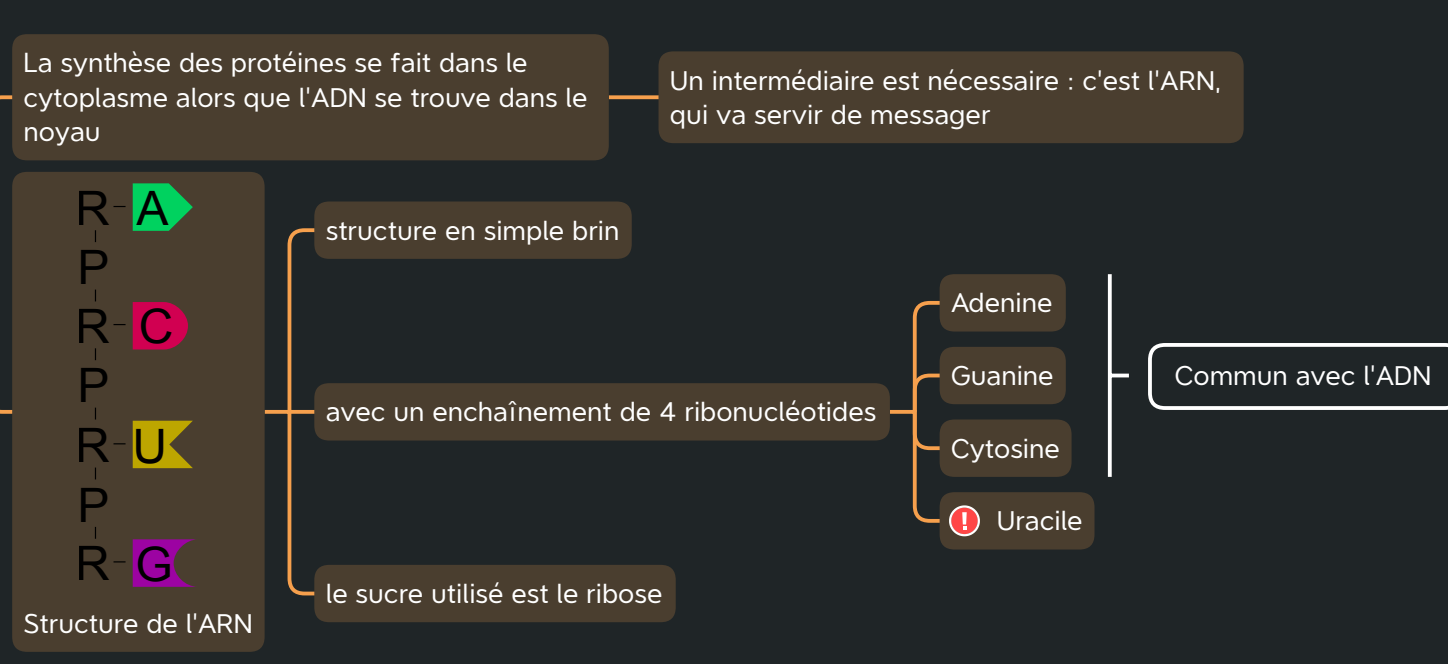 La synthèse des protéines se fait dans le
cytoplasme alors que l'ADN se trouve dans le
noyau
Un intermédiaire est nécessaire : c'est l'ARN,
qui va servir de messager
R A
P
R C
P
R U
P
R G
Structure de l'ARN
structure en simple brin
avec un enchaînement de 4 ribonucléotides
le sucre utilisé est le ribose
Adenine
Guanine
Cytosine
! Uracile
Commun avec l'ADN